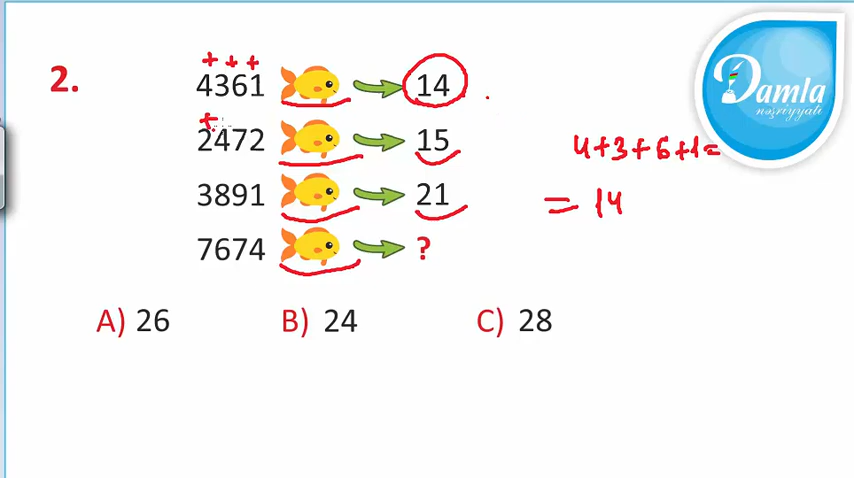 2.
4361 14
2472 15
3891 21
7674 ?
4+3+6+1=
= 14
A) 26 B) 24 C) 28
Damla
nəşriyyatı